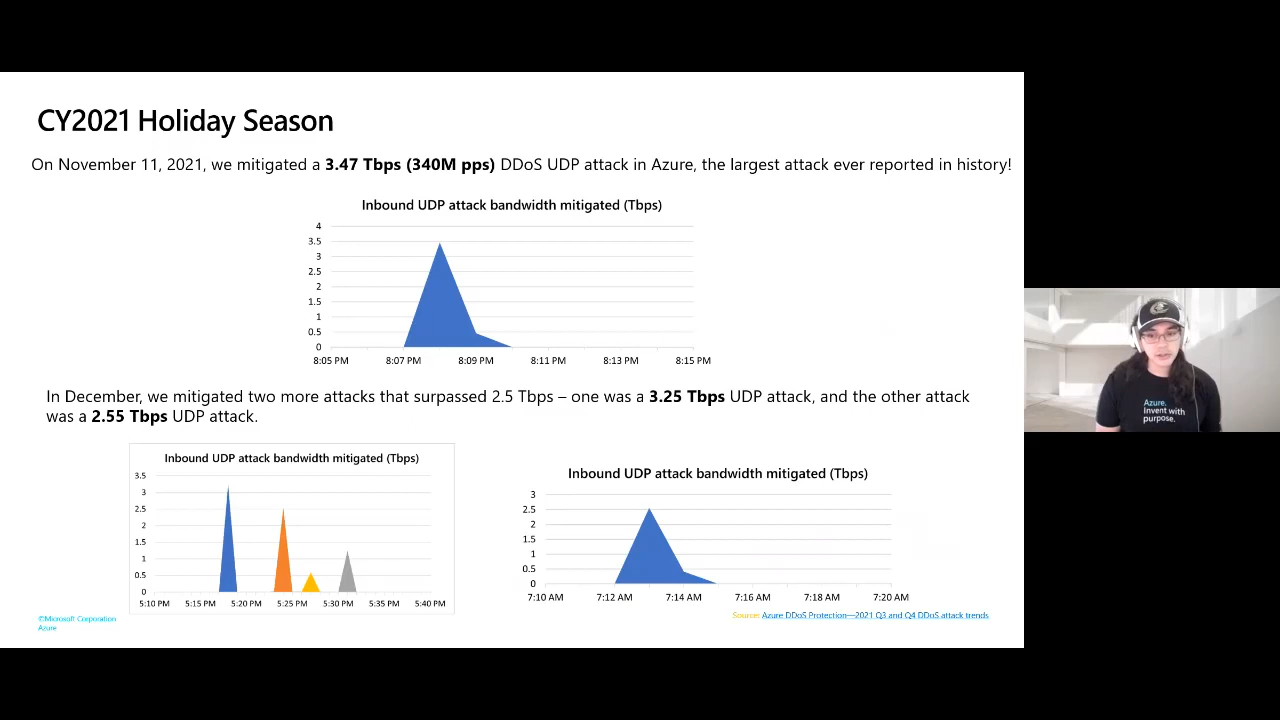 CY2021 Holiday Season
On November 11, 2021, we mitigated a 3.47 Tbps (340M pps) DDoS UDP attack in Azure, the largest attack ever reported in history!
Inbound UDP attack bandwidth mitigated (Tbps)
4
3.5
3
2.5
2
1.5
1
0.5
0
8:05 PM 8:07 PM 8:09 PM 8:11 PM 8:13 PM 8:15 PM
In December, we mitigated two more attacks that surpassed 2.5 Tbps – one was a 3.25 Tbps UDP attack, and the other attack
was a 2.55 Tbps UDP attack.
Inbound UDP attack bandwidth mitigated (Tbps)
3.5
3
2.5
2
1.5
1
0.5
0
5:10 PM 5:15 PM 5:20 PM 5:25 PM 5:30 PM 5:35 PM 5:40 PM
Inbound UDP attack bandwidth mitigated (Tbps)
3
2.5
2
1.5
1
0.5
0
7:10 AM 7:12 AM 7:14 AM 7:16 AM 7:18 AM 7:20 AM
©Microsoft Corporation
Azure
Source: Azure DDoS Protection—2021 Q3 and Q4 DDoS attack trends
Azure.
Invent with
purpose.